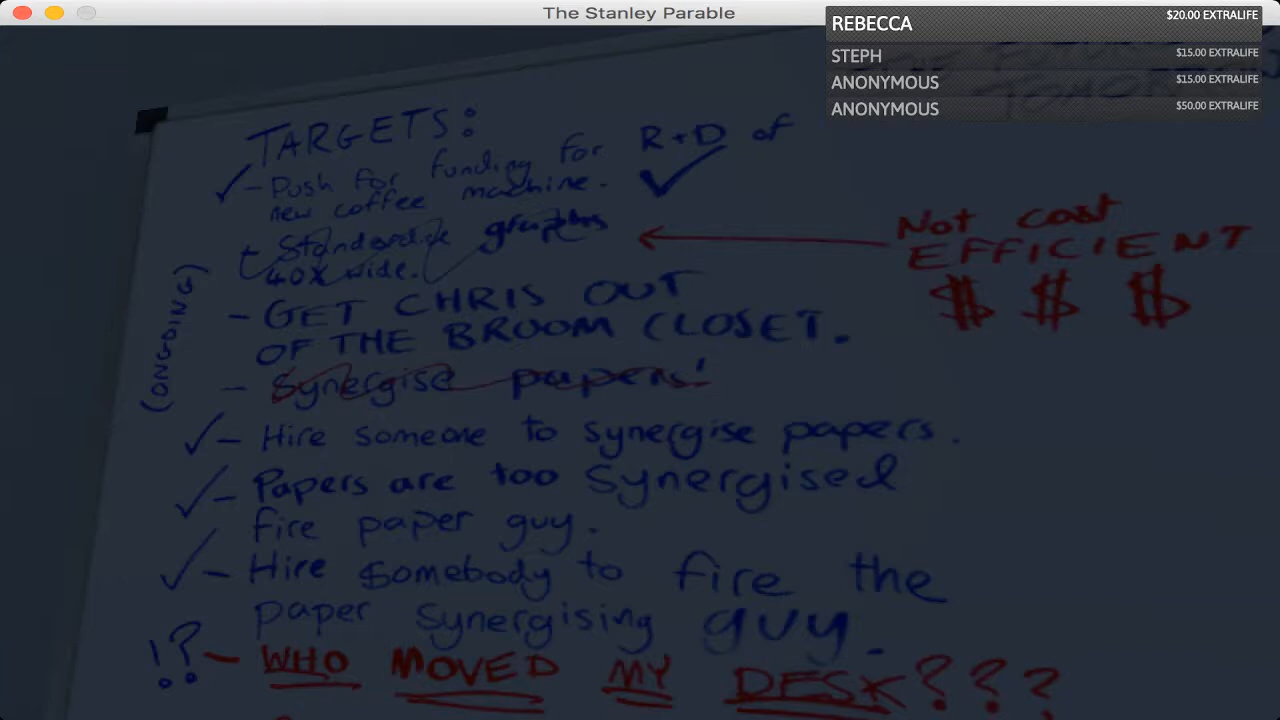 The Stanley Parable
REBECCA $20.00 EXTRALIFE
STEPH $15.00 EXTRALIFE
ANONYMOUS $15.00 EXTRALIFE
ANONYMOUS $50.00 EXTRALIFE
TARGETS:
- Push for funding for R+D of
new coffee machine.
- Standardize graphs
40X wide.
Not cost
EFFICIENT
$ $ $
(ONGOING)
- GET CHRIS OUT
OF THE BROOM CLOSET.
- Synergise papers!
- Hire someone to synergise papers.
- Papers are too synergised
fire paper guy.
- Hire somebody to fire the
paper synergising guy.
!? - WHO MOVED MY DESK???